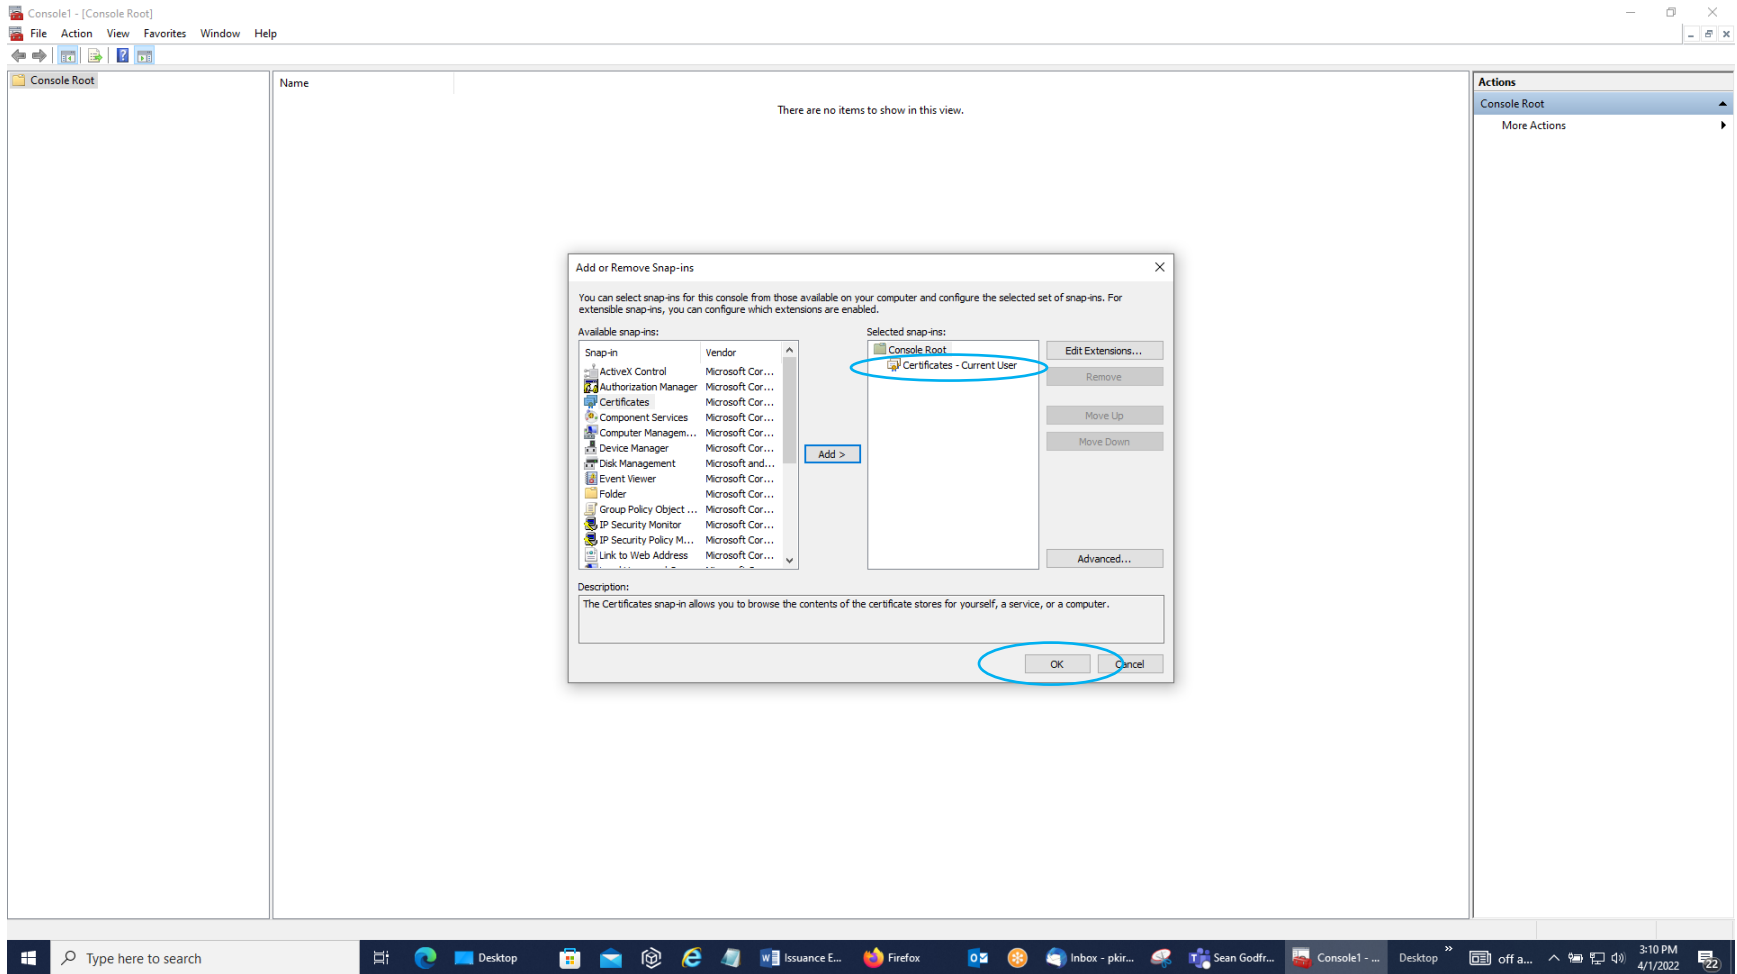 Console1 - [Console Root]
File Action View Favorites Window Help
Console Root
Name
There are no items to show in this view.
Actions
Console Root
More Actions
Add or Remove Snap-ins
You can select snap-ins for this console from those available on your computer and configure the selected set of snap-ins. For
extensible snap-ins, you can configure which extensions are enabled.
Available snap-ins:
Snap-in Vendor
ActiveX Control Microsoft Cor...
Authorization Manager Microsoft Cor...
Certificates Microsoft Cor...
Component Services Microsoft Cor...
Computer Managem... Microsoft Cor...
Device Manager Microsoft Cor...
Disk Management Microsoft and...
Event Viewer Microsoft Cor...
Folder Microsoft Cor...
Group Policy Object ... Microsoft Cor...
IP Security Monitor Microsoft Cor...
IP Security Policy M... Microsoft Cor...
Link to Web Address Microsoft Cor...
Add >
Selected snap-ins:
Console Root
Certificates - Current User
Edit Extensions...
Remove
Move Up
Move Down
Advanced...
Description:
The Certificates snap-in allows you to browse the contents of the certificate stores for yourself, a service, or a computer.
OK Cancel
Type here to search
Desktop
Issuance E...
Firefox
Inbox - pkir...
Sean Godfr...
Console1 - ...
Desktop
off a...
3:10 PM
4/1/2022
22